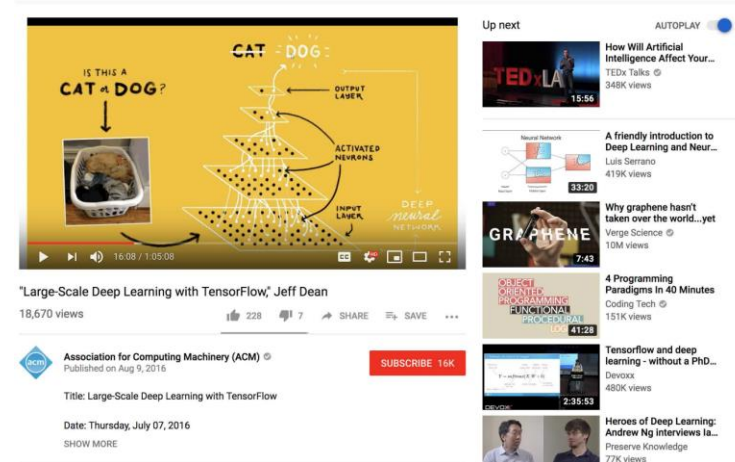 CAT DOG
IS THIS A
CAT or DOG?
OUTPUT
LAYER
ACTIVATED
NEURONS
INPUT
LAYER
DEEP
neural
NETWORK
16:08 / 1:05:08
CC
"Large-Scale Deep Learning with TensorFlow," Jeff Dean
18,670 views
228 7 SHARE SAVE
acm
Association for Computing Machinery (ACM)
Published on Aug 9, 2016
SUBSCRIBE 16K
Title: Large-Scale Deep Learning with TensorFlow
Date: Thursday, July 07, 2016
SHOW MORE
Up next AUTOPLAY
TEDxLA
15:56
How Will Artificial
Intelligence Affect Your...
TEDx Talks
348K views
Neural Network
33:20
A friendly introduction to
Deep Learning and Neur...
Luis Serrano
419K views
GRAPHENE
7:43
Why graphene hasn't
taken over the world...yet
Verge Science
10M views
OBJECT
ORIENTED
PROGRAMMING
FUNCTIONAL
PROCEDURAL
41:28
4 Programming
Paradigms In 40 Minutes
Coding Tech
151K views
DEVOXX
2:35:53
Tensorflow and deep
learning - without a PhD...
Devoxx
480K views
Heroes of Deep Learning:
Andrew Ng interviews Ia...
Preserve Knowledge
77K views